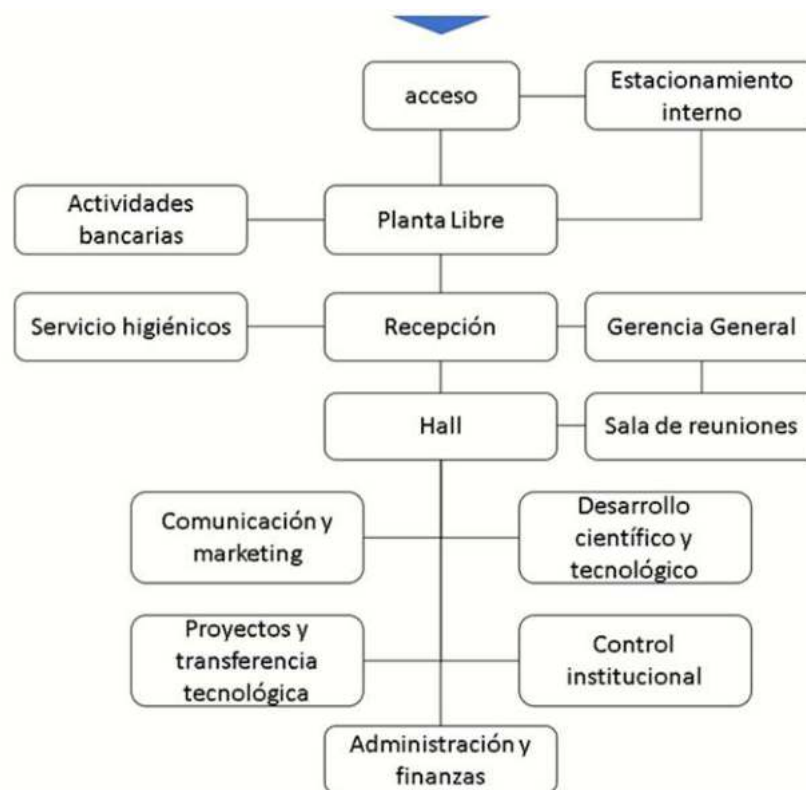 acceso
Estacionamiento
interno
Actividades
bancarias
Planta Libre
Servicio higiénicos
Recepción
Gerencia General
Hall
Sala de reuniones
Comunicación y
marketing
Desarrollo
científico y
tecnológico
Proyectos y
transferencia
tecnológica
Control
institucional
Administración y
finanzas